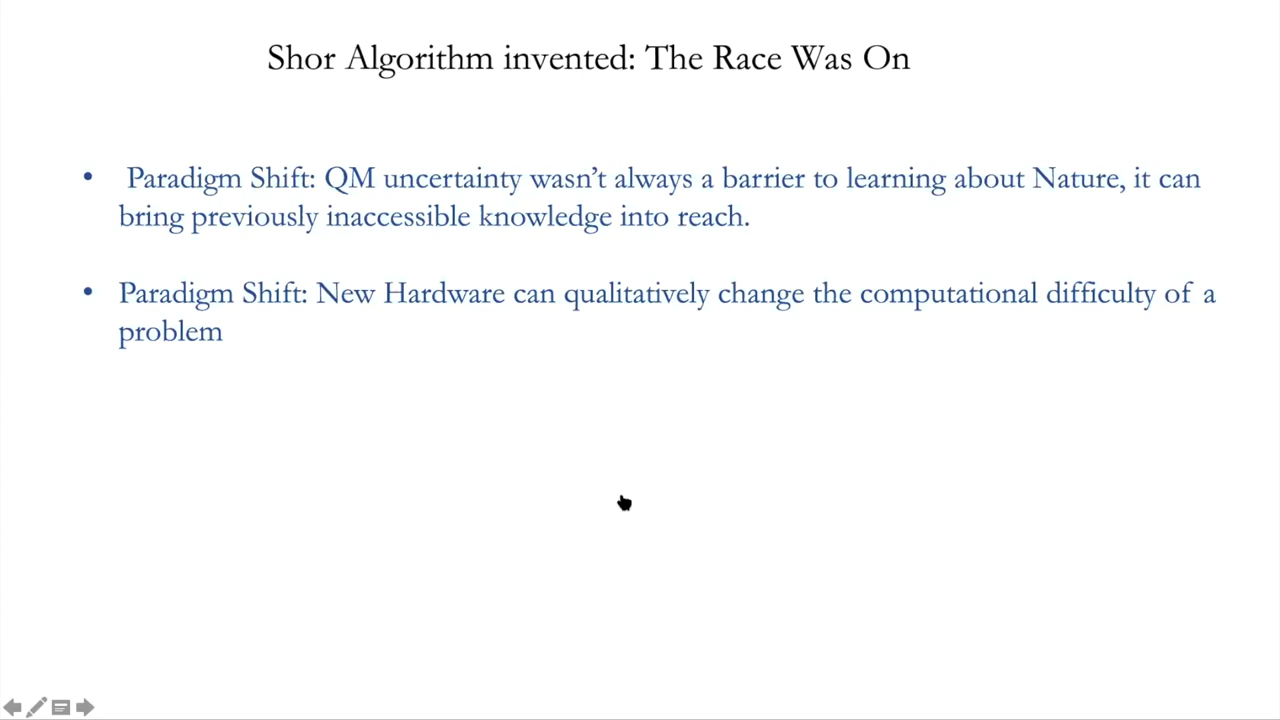 Shor Algorithm invented: The Race Was On
• Paradigm Shift: QM uncertainty wasn’t always a barrier to learning about Nature, it can
bring previously inaccessible knowledge into reach.
• Paradigm Shift: New Hardware can qualitatively change the computational difficulty of a
problem